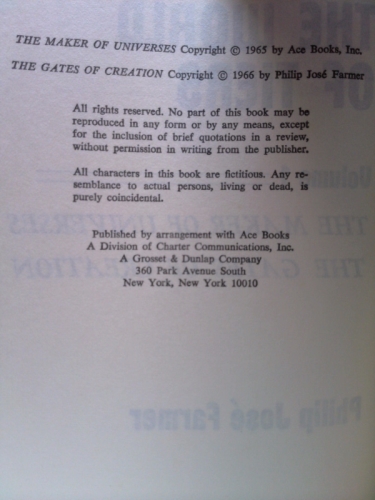 THE MAKER OF UNIVERSES Copyright © 1965 by Ace Books, Inc.
THE GATES OF CREATION Copyright © 1966 by Philip José Farmer
All rights reserved. No part of this book may be
reproduced in any form or by any means, except
for the inclusion of brief quotations in a review,
without permission in writing from the publisher.
All characters in this book are fictitious. Any re-
semblance to actual persons, living or dead, is
purely coincidental.
Published by arrangement with Ace Books
A Division of Charter Communications, Inc.
A Grosset & Dunlap Company
360 Park Avenue South
New York, New York 10010